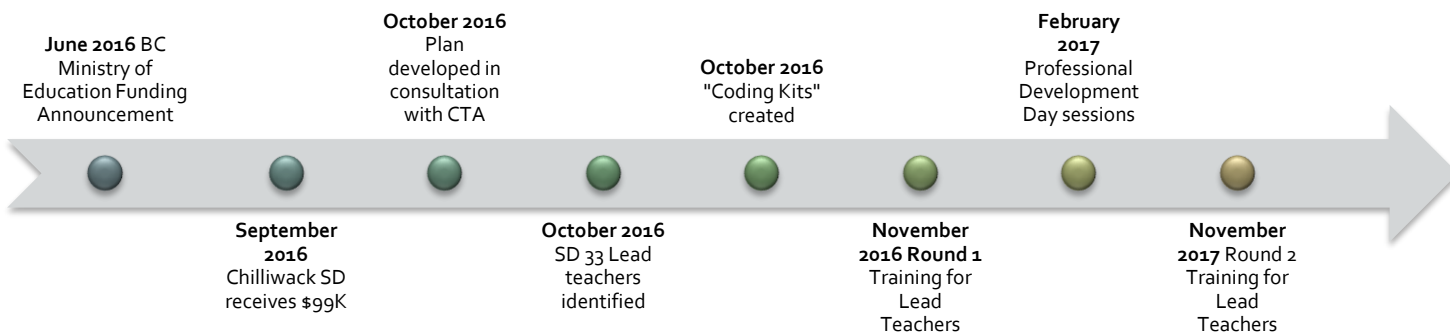 June 2016 BC
Ministry of
Education Funding
Announcement
September
2016
Chilliwack SD
receives $99K
October 2016
Plan
developed in
consultation
with CTA
October 2016
SD 33 Lead
teachers
identified
October 2016
"Coding Kits"
created
November
2016 Round 1
Training for
Lead
Teachers
February
2017
Professional
Development
Day sessions
November
2017 Round 2
Training for
Lead
Teachers